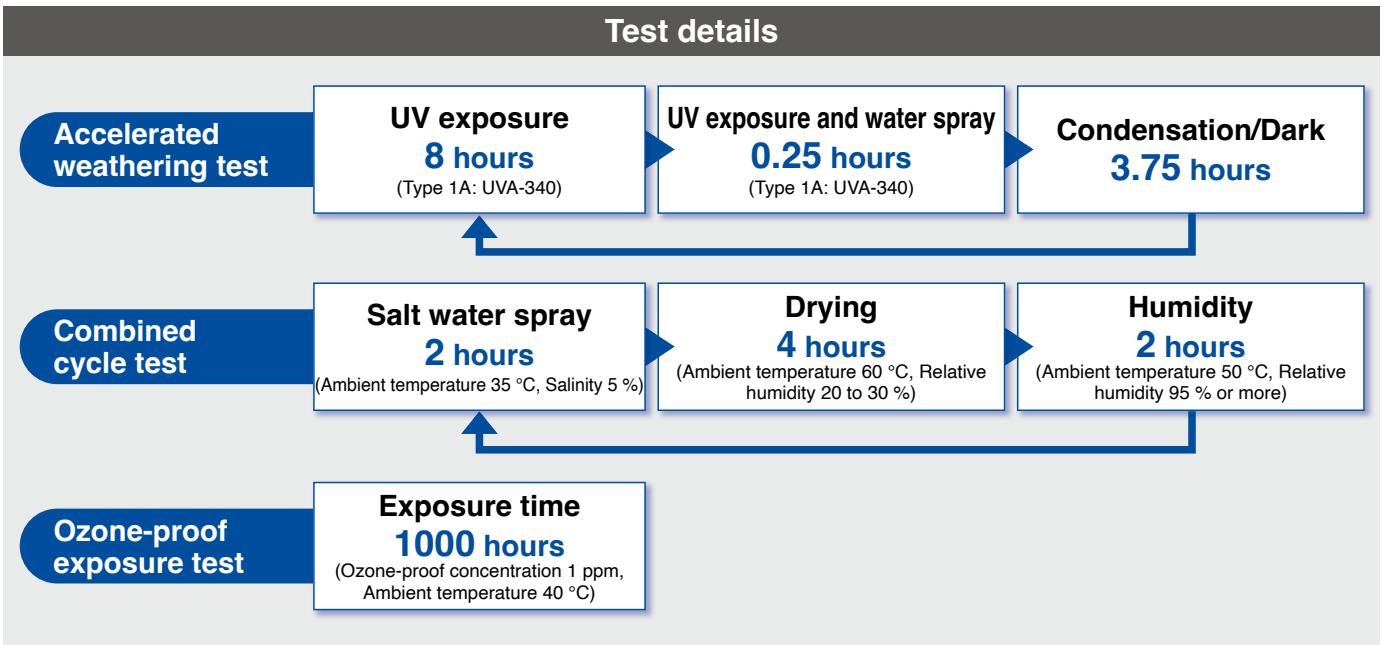 Test details
Accelerated
weathering test
UV exposure
8 hours
(Type 1A: UVA-340)
UV exposure and water spray
0.25 hours
(Type 1A: UVA-340)
Condensation/Dark
3.75 hours
Combined
cycle test
Salt water spray
2 hours
(Ambient temperature 35 °C, Salinity 5 %)
Drying
4 hours
(Ambient temperature 60 °C, Relative
humidity 20 to 30 %)
Humidity
2 hours
(Ambient temperature 50 °C, Relative
humidity 95 % or more)
Ozone-proof
exposure test
Exposure time
1000 hours
(Ozone-proof concentration 1 ppm,
Ambient temperature 40 °C)